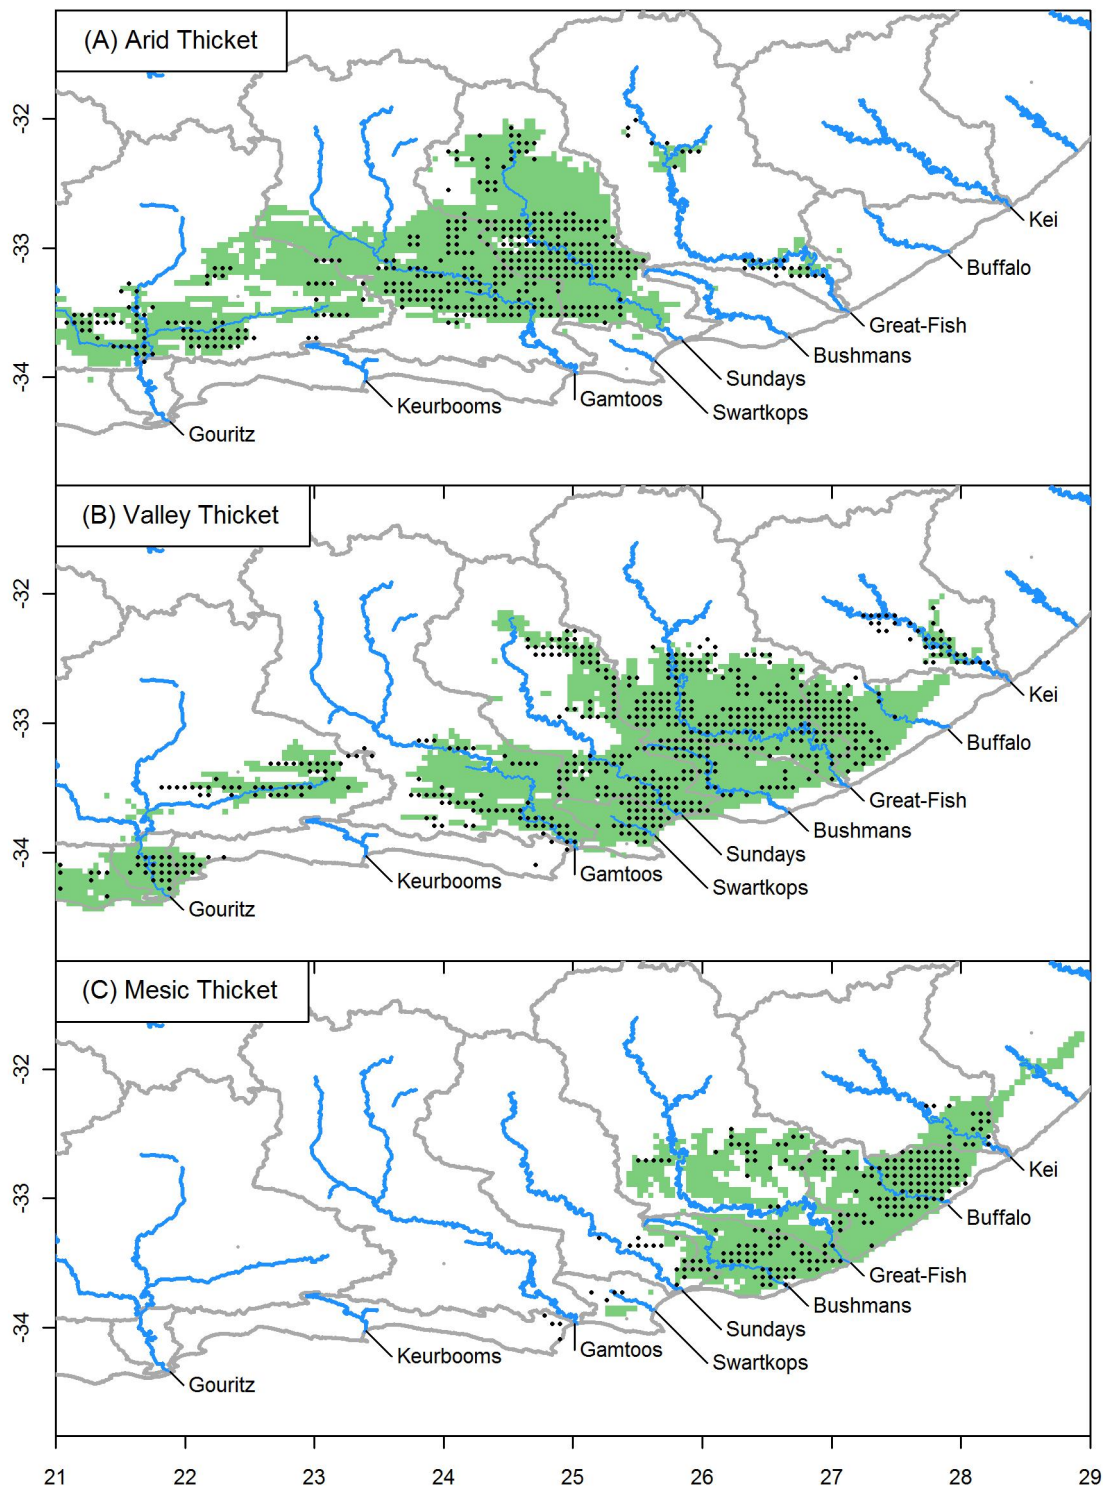 (A) Arid Thicket
-32
-33
-34
Kei
Buffalo
Great-Fish
Bushmans
Sundays
Swartkops
Gamtoos
Keurbooms
Gouritz
(B) Valley Thicket
-32
-33
-34
Kei
Buffalo
Great-Fish
Bushmans
Sundays
Swartkops
Gamtoos
Keurbooms
Gouritz
(C) Mesic Thicket
-32
-33
-34
Kei
Buffalo
Great-Fish
Bushmans
Sundays
Swartkops
Gamtoos
Keurbooms
Gouritz
21 22 23 24 25 26 27 28 29